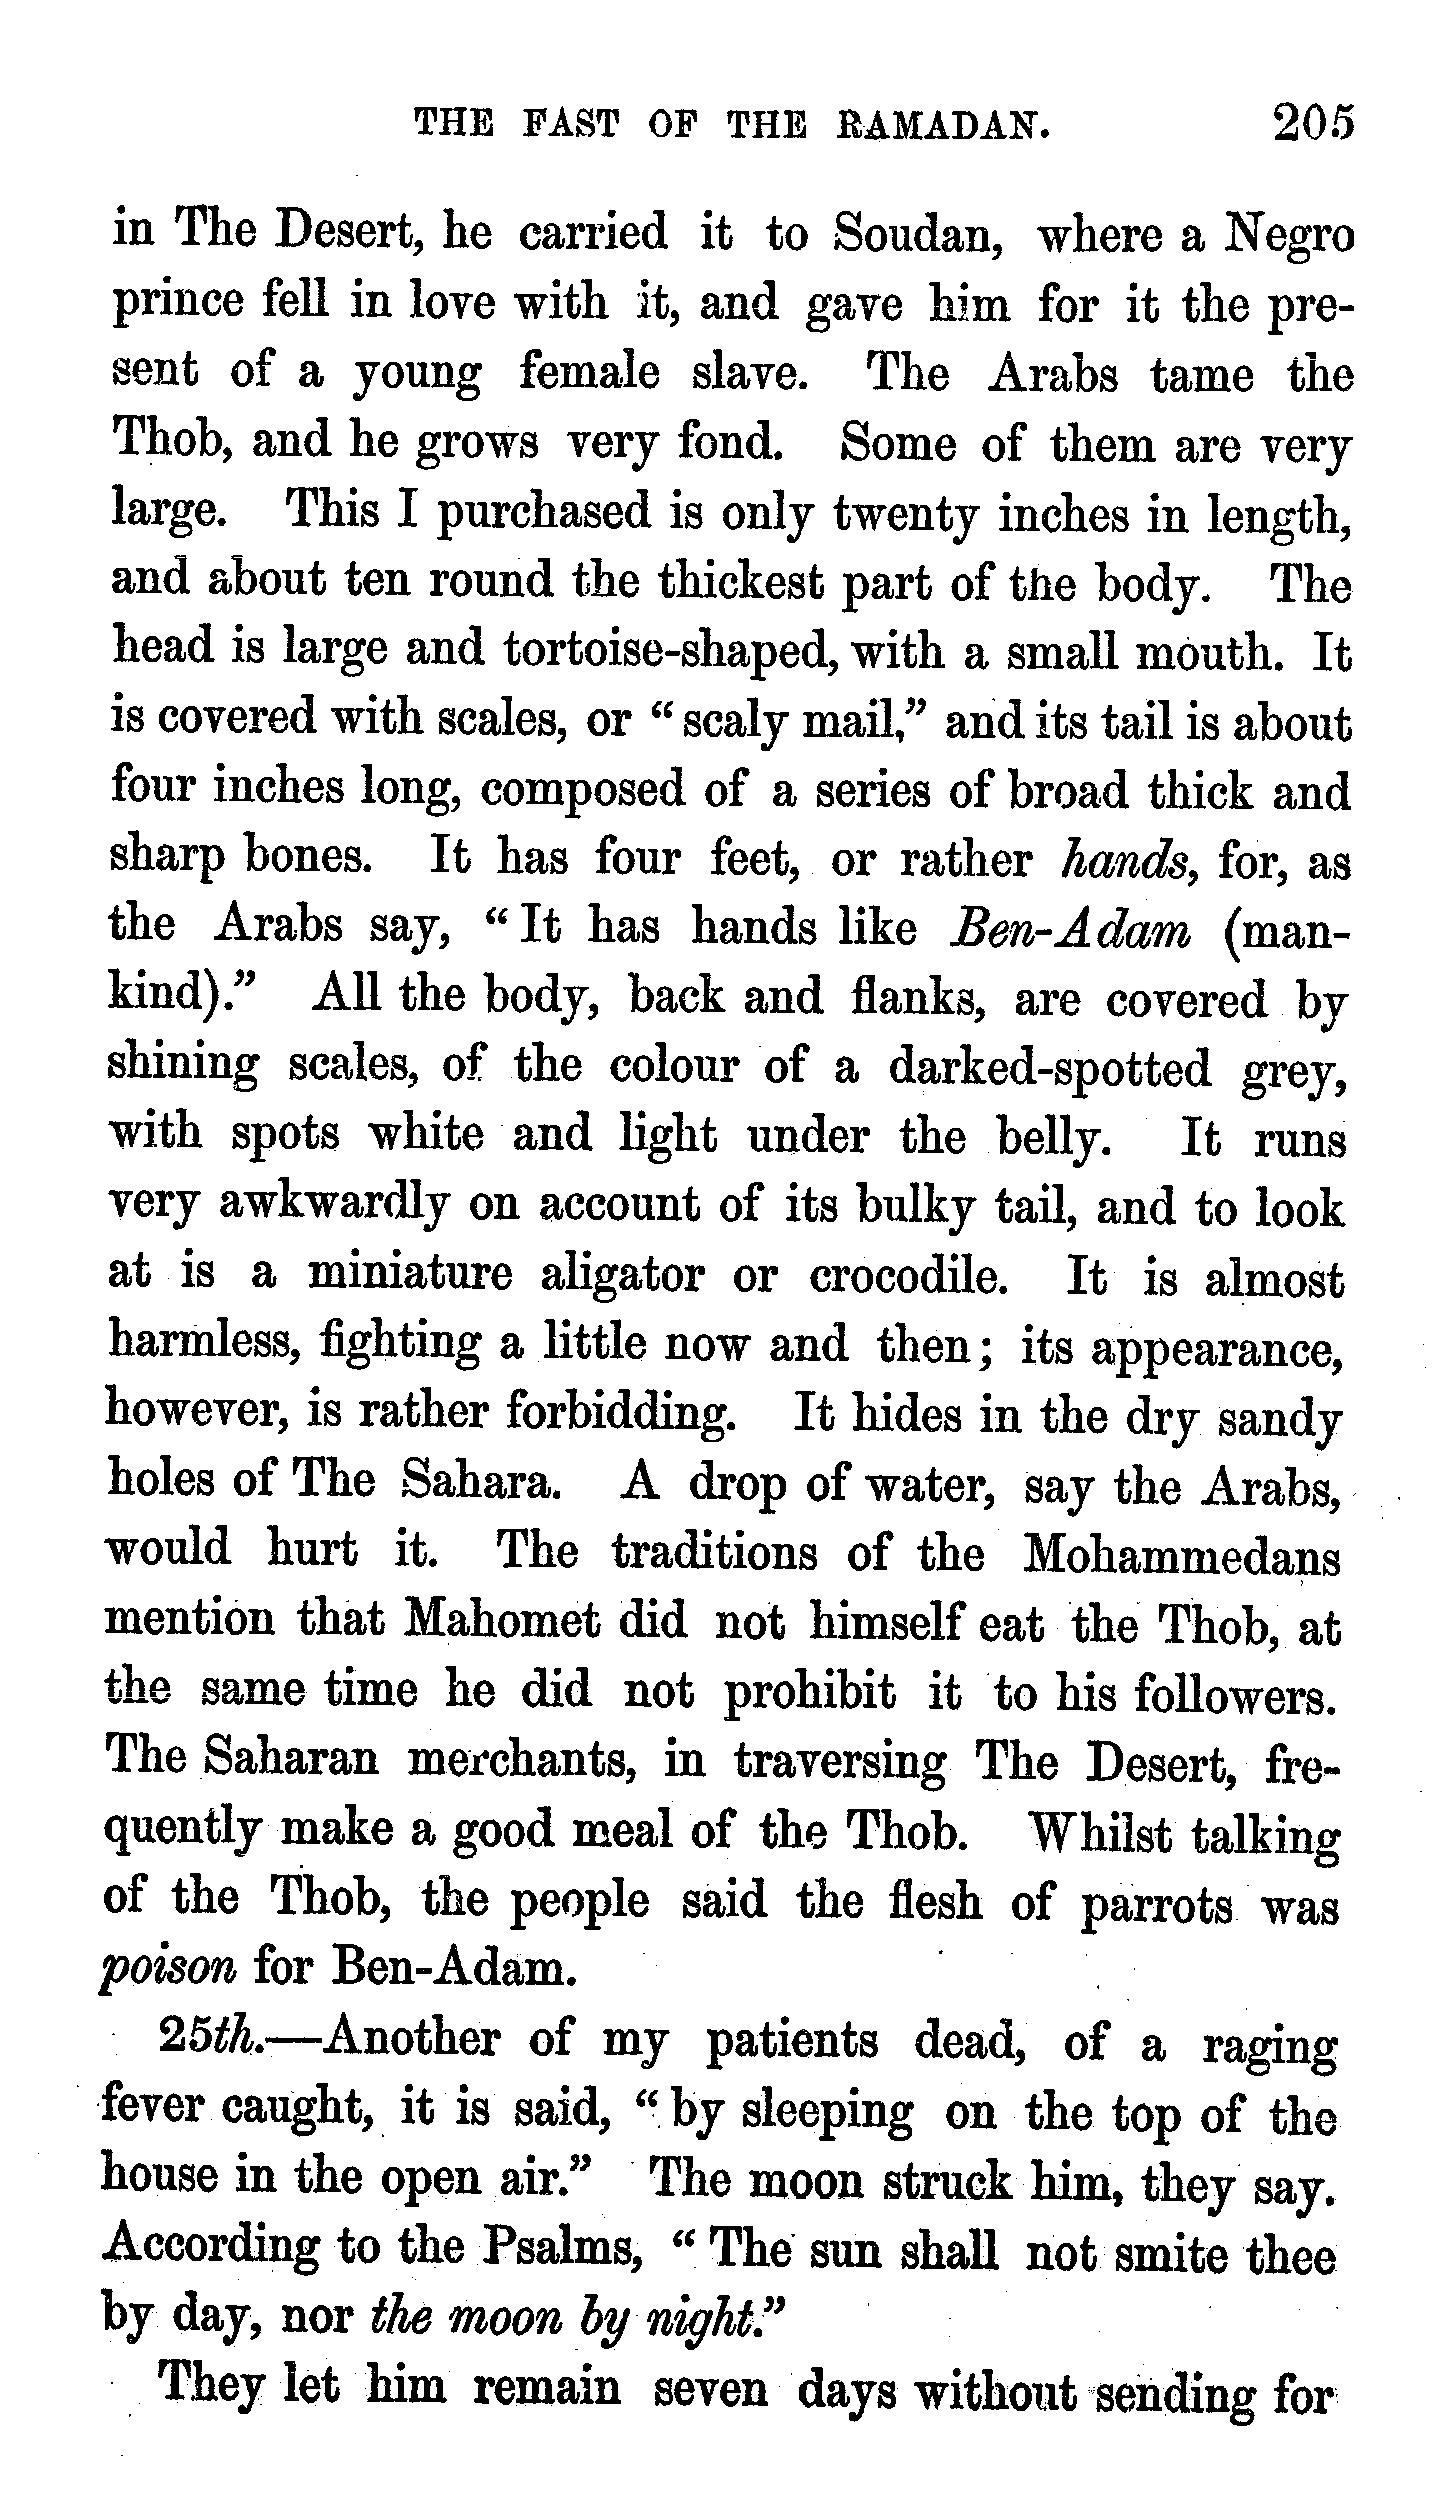 THE FAST OF THE RAMADAN. 205
in The Desert, he carried it to Soudan, where a Negro
prince fell in love with it, and gave him for it the pre-
sent of a young female slave. The Arabs tame the
Thob, and he grows very fond. Some of them are very
large. This I purchased is only twenty inches in length,
and about ten round the thickest part of the body. The
head is large and tortoise-shaped, with a small mouth. It
is covered with scales, or “scaly mail,” and its tail is about
four inches long, composed of a series of broad thick and
sharp bones. It has four feet, or rather hands, for, as
the Arabs say, “It has hands like Ben-Adam (man-
kind).” All the body, back and flanks, are covered by
shining scales, of the colour of a darked-spotted grey,
with spots white and light under the belly. It runs
very awkwardly on account of its bulky tail, and to look
at is a miniature aligator or crocodile. It is almost
harmless, fighting a little now and then; its appearance,
however, is rather forbidding. It hides in the dry sandy
holes of The Sahara. A drop of water, say the Arabs,
would hurt it. The traditions of the Mohammedans
mention that Mahomet did not himself eat the Thob, at
the same time he did not prohibit it to his followers.
The Saharan merchants, in traversing The Desert, fre-
quently make a good meal of the Thob. Whilst talking
of the Thob, the people said the flesh of parrots was
poison for Ben-Adam.
25th.—Another of my patients dead, of a raging
fever caught, it is said, “by sleeping on the top of the
house in the open air.” The moon struck him, they say.
According to the Psalms, “The sun shall not smite thee
by day, nor the moon by night.”
They let him remain seven days without sending for